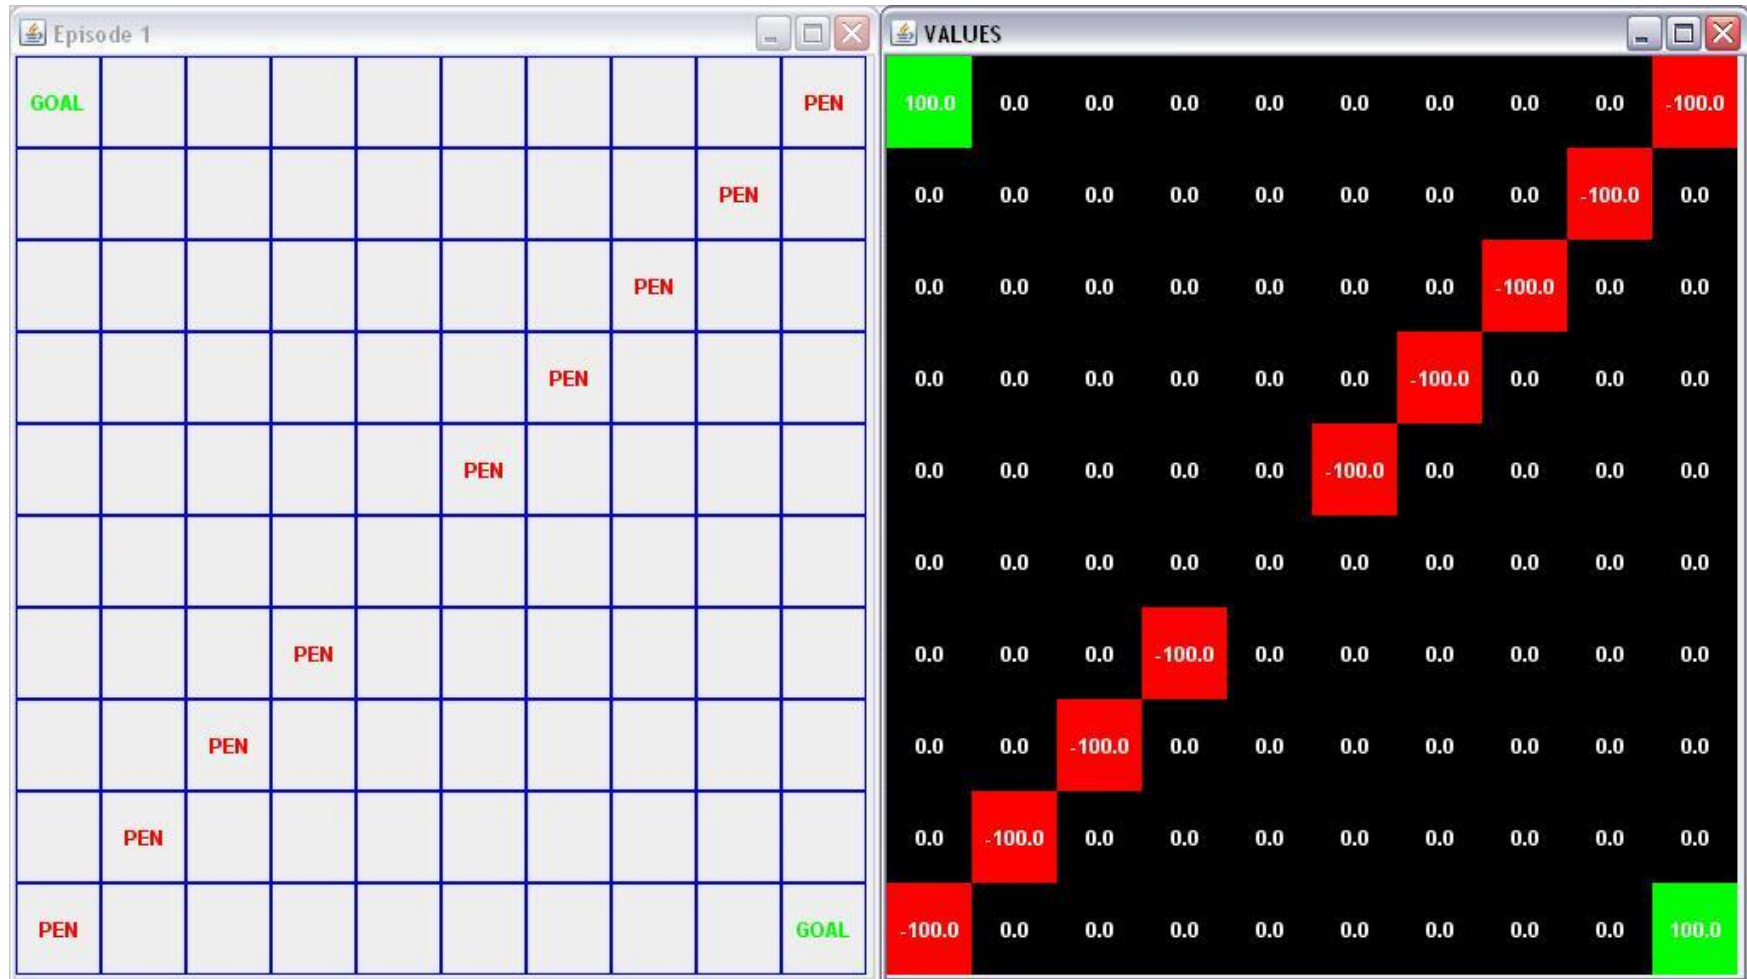 Episode 1
GOAL PEN
PEN
PEN
PEN
PEN
PEN
PEN
PEN
PEN GOAL
VALUES
100.0 0.0 0.0 0.0 0.0 0.0 0.0 0.0 0.0 -100.0
0.0 0.0 0.0 0.0 0.0 0.0 0.0 0.0 -100.0 0.0
0.0 0.0 0.0 0.0 0.0 0.0 0.0 -100.0 0.0 0.0
0.0 0.0 0.0 0.0 0.0 0.0 -100.0 0.0 0.0 0.0
0.0 0.0 0.0 0.0 0.0 -100.0 0.0 0.0 0.0 0.0
0.0 0.0 0.0 0.0 0.0 0.0 0.0 0.0 0.0 0.0
0.0 0.0 0.0 -100.0 0.0 0.0 0.0 0.0 0.0 0.0
0.0 0.0 -100.0 0.0 0.0 0.0 0.0 0.0 0.0 0.0
0.0 -100.0 0.0 0.0 0.0 0.0 0.0 0.0 0.0 0.0
-100.0 0.0 0.0 0.0 0.0 0.0 0.0 0.0 0.0 100.0